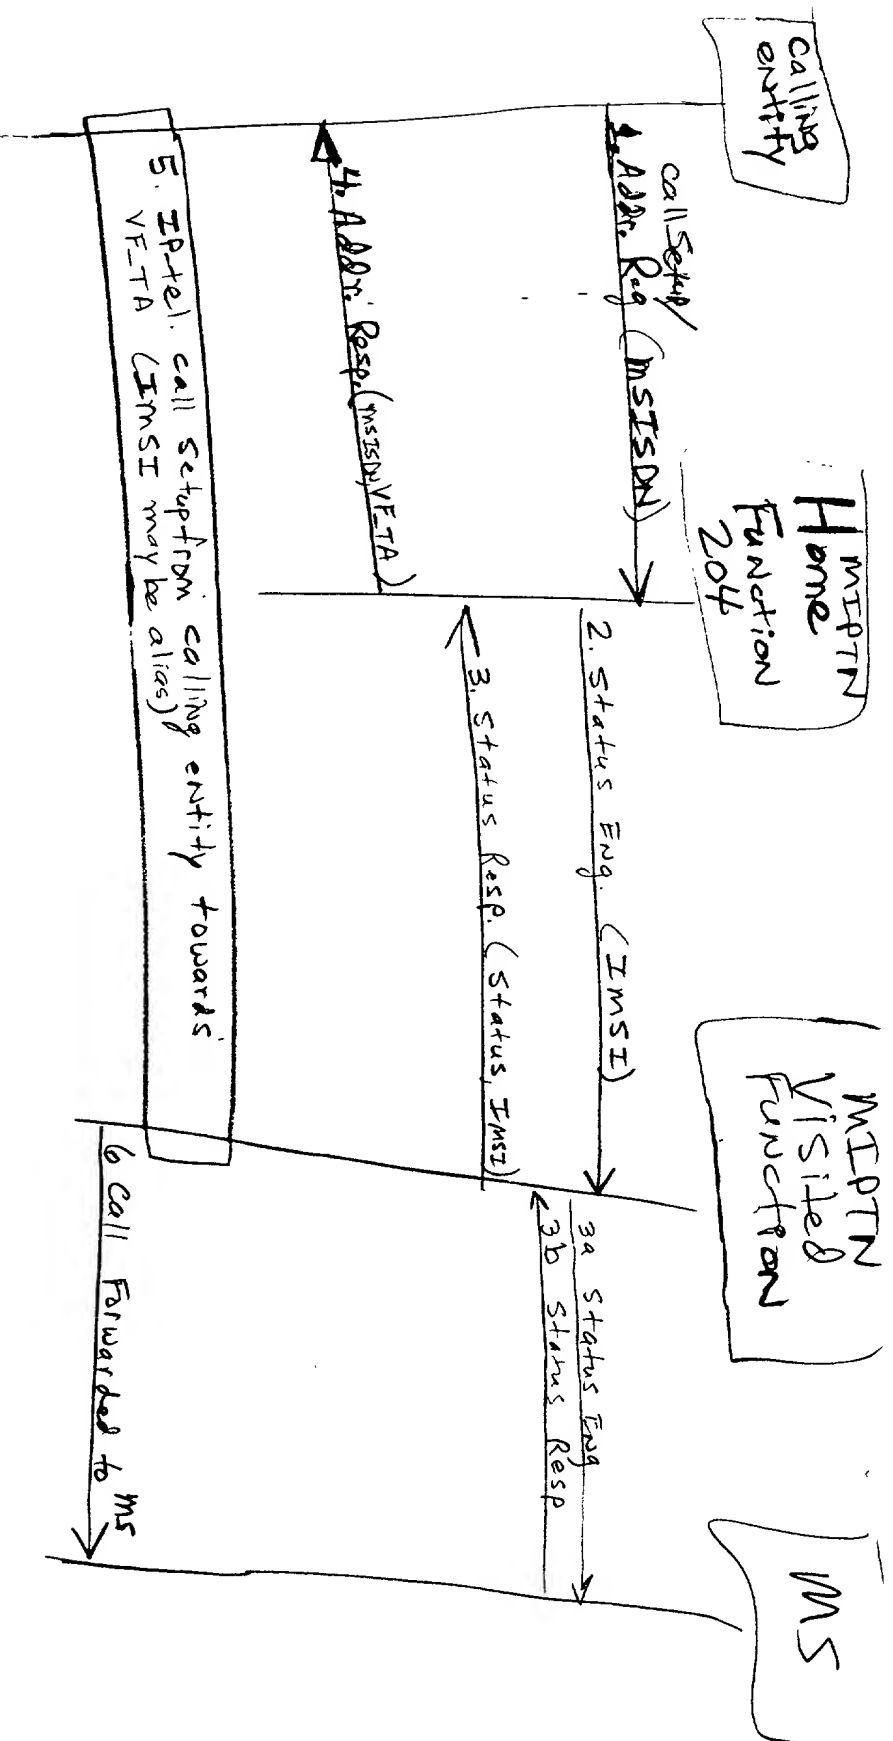 calling
entity
MIPTN
Home
Function
204
MIPTN
Visited
Function
MS
call Setup/
1. Addr. Req (MSISDN)
2. Status Enq. (IMSI)
3a Status Enq
3b Status Resp
3. Status Resp. (Status, IMSI)
4. Addr. Resp. (MSISDN, VF_TA)
5. IP-tel. call setup from calling entity towards
VF_TA (IMSI may be alias)
6 Call Forwarded to MS